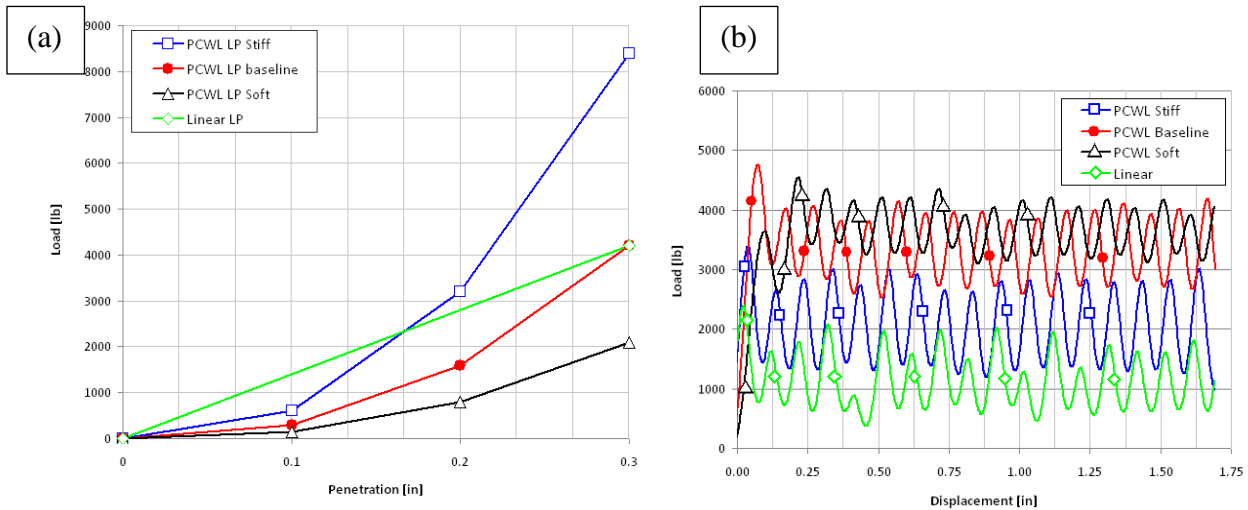 (a)
9000
8000
7000
6000
5000
4000
3000
2000
1000
0
Load [lb]
PCWL LP Stiff
PCWL LP baseline
PCWL LP Soft
Linear LP
0 0.1 0.2 0.3
Penetration [in]
(b)
6000
5000
4000
3000
2000
1000
0
Load [lb]
PCWL Stiff
PCWL Baseline
PCWL Soft
Linear
0.00 0.25 0.50 0.75 1.00 1.25 1.50 1.75
Displacement [in]